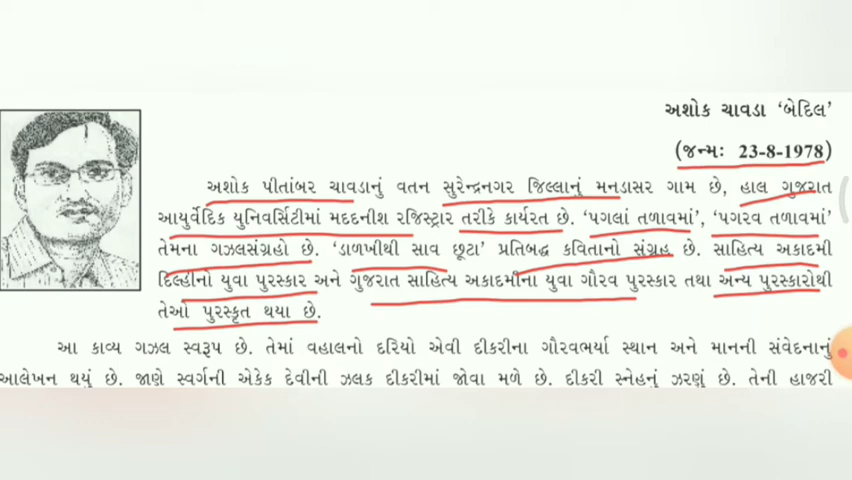 અશોક ચાવડા ‘બેદિલ’
(જન્મઃ 23-8-1978)
અશોક પીતાંબર ચાવડાનું વતન સુરેન્દ્રનગર જિલ્લાનું મનડાસર ગામ છે, હાલ ગુજરાત
આયુર્વેદિક યુનિવર્સિટીમાં મદદનીશ રજિસ્ટ્રાર તરીકે કાર્યરત છે. ‘પગલાં તળાવમાં’, ‘પગરવ તળાવમાં’
તેમના ગઝલસંગ્રહો છે. ‘ડાળખીથી સાવ છૂટા’ પ્રતિબદ્ધ કવિતાનો સંગ્રહ છે. સાહિત્ય અકાદમી
દિલ્હીનો યુવા પુરસ્કાર અને ગુજરાત સાહિત્ય અકાદમીના યુવા ગૌરવ પુરસ્કાર તથા અન્ય પુરસ્કારોથી
તેઓ પુરસ્કૃત થયા છે.
આ કાવ્ય ગઝલ સ્વરૂપ છે. તેમાં વહાલનો દરિયો એવી દીકરીના ગૌરવભર્યા સ્થાન અને માનની સંવેદનાનું
આલેખન થયું છે. જાણે સ્વર્ગની એકેક દેવીની ઝલક દીકરીમાં જોવા મળે છે. દીકરી સ્નેહનું ઝરણું છે. તેની હાજરી